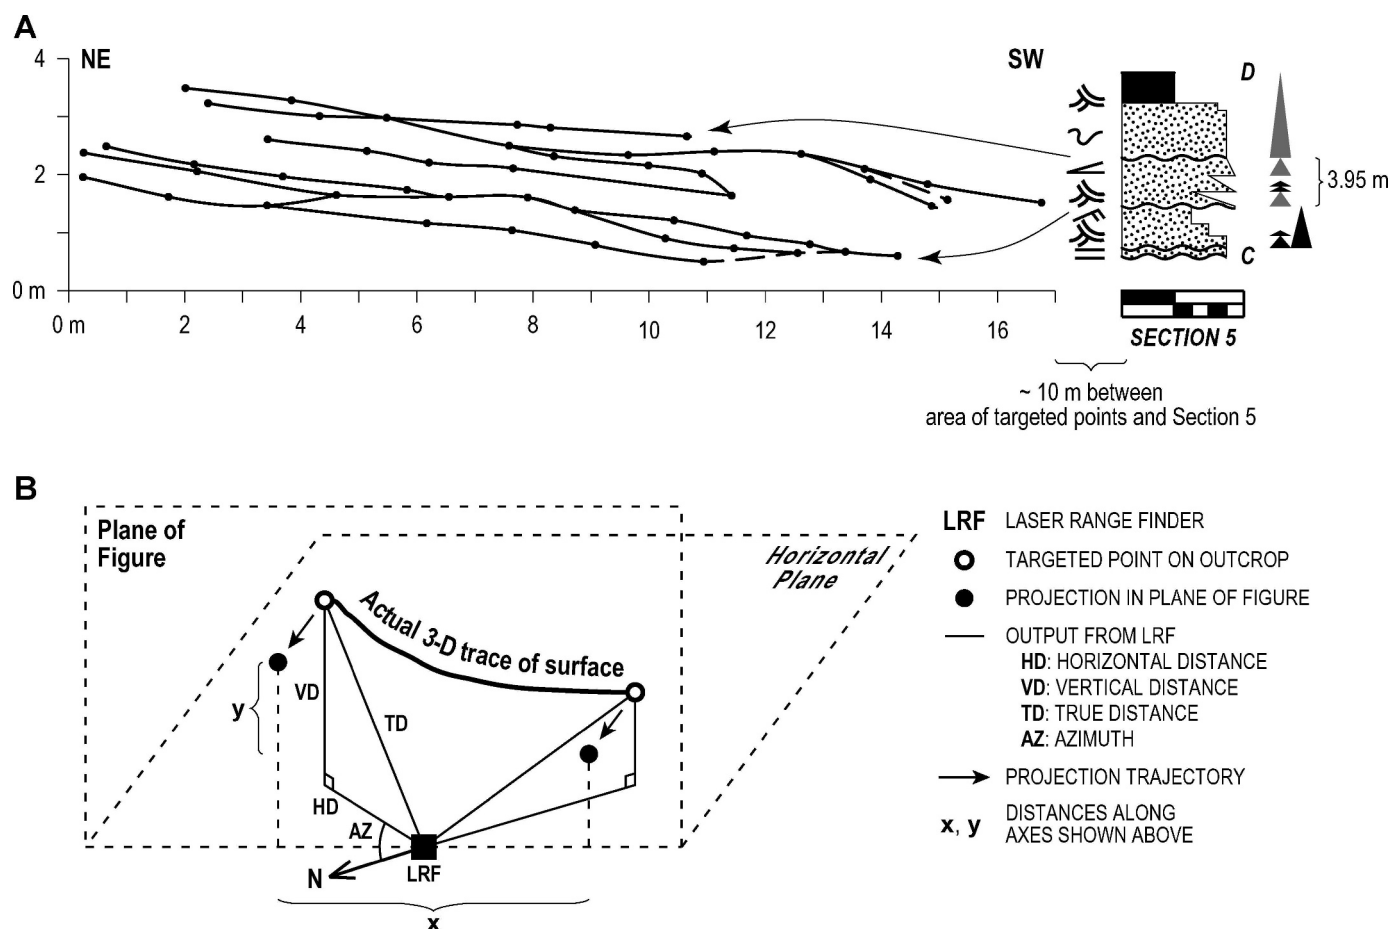 A
4
NE
SW
D
2
3.95 m
C
0 m
0 m
2
4
6
8
10
12
14
16
SECTION 5
~ 10 m between
area of targeted points and Section 5
B
Plane of
Figure
Horizontal
Plane
Actual 3-D trace of surface
VD
TD
y
HD
AZ
N
LRF
x
LRF LASER RANGE FINDER
TARGETED POINT ON OUTCROP
PROJECTION IN PLANE OF FIGURE
OUTPUT FROM LRF
HD: HORIZONTAL DISTANCE
VD: VERTICAL DISTANCE
TD: TRUE DISTANCE
AZ: AZIMUTH
PROJECTION TRAJECTORY
x, y DISTANCES ALONG
AXES SHOWN ABOVE